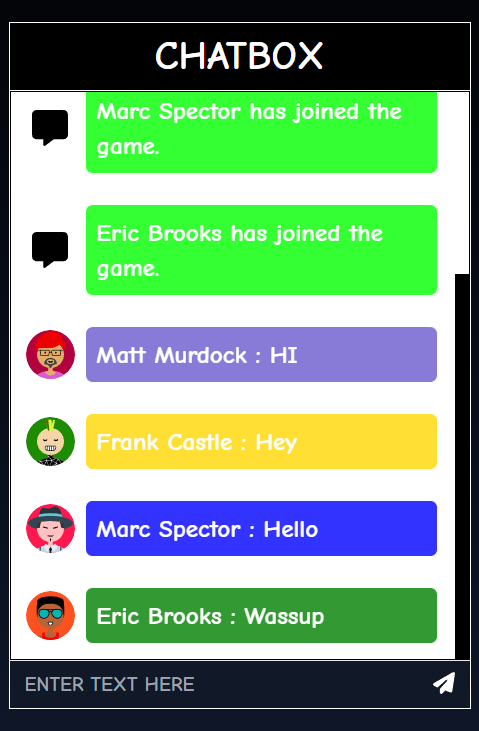 CHATBOX
Marc Spector has joined the
game.
Eric Brooks has joined the
game.
Matt Murdock : HI
Frank Castle : Hey
Marc Spector : Hello
Eric Brooks : Wassup
ENTER TEXT HERE